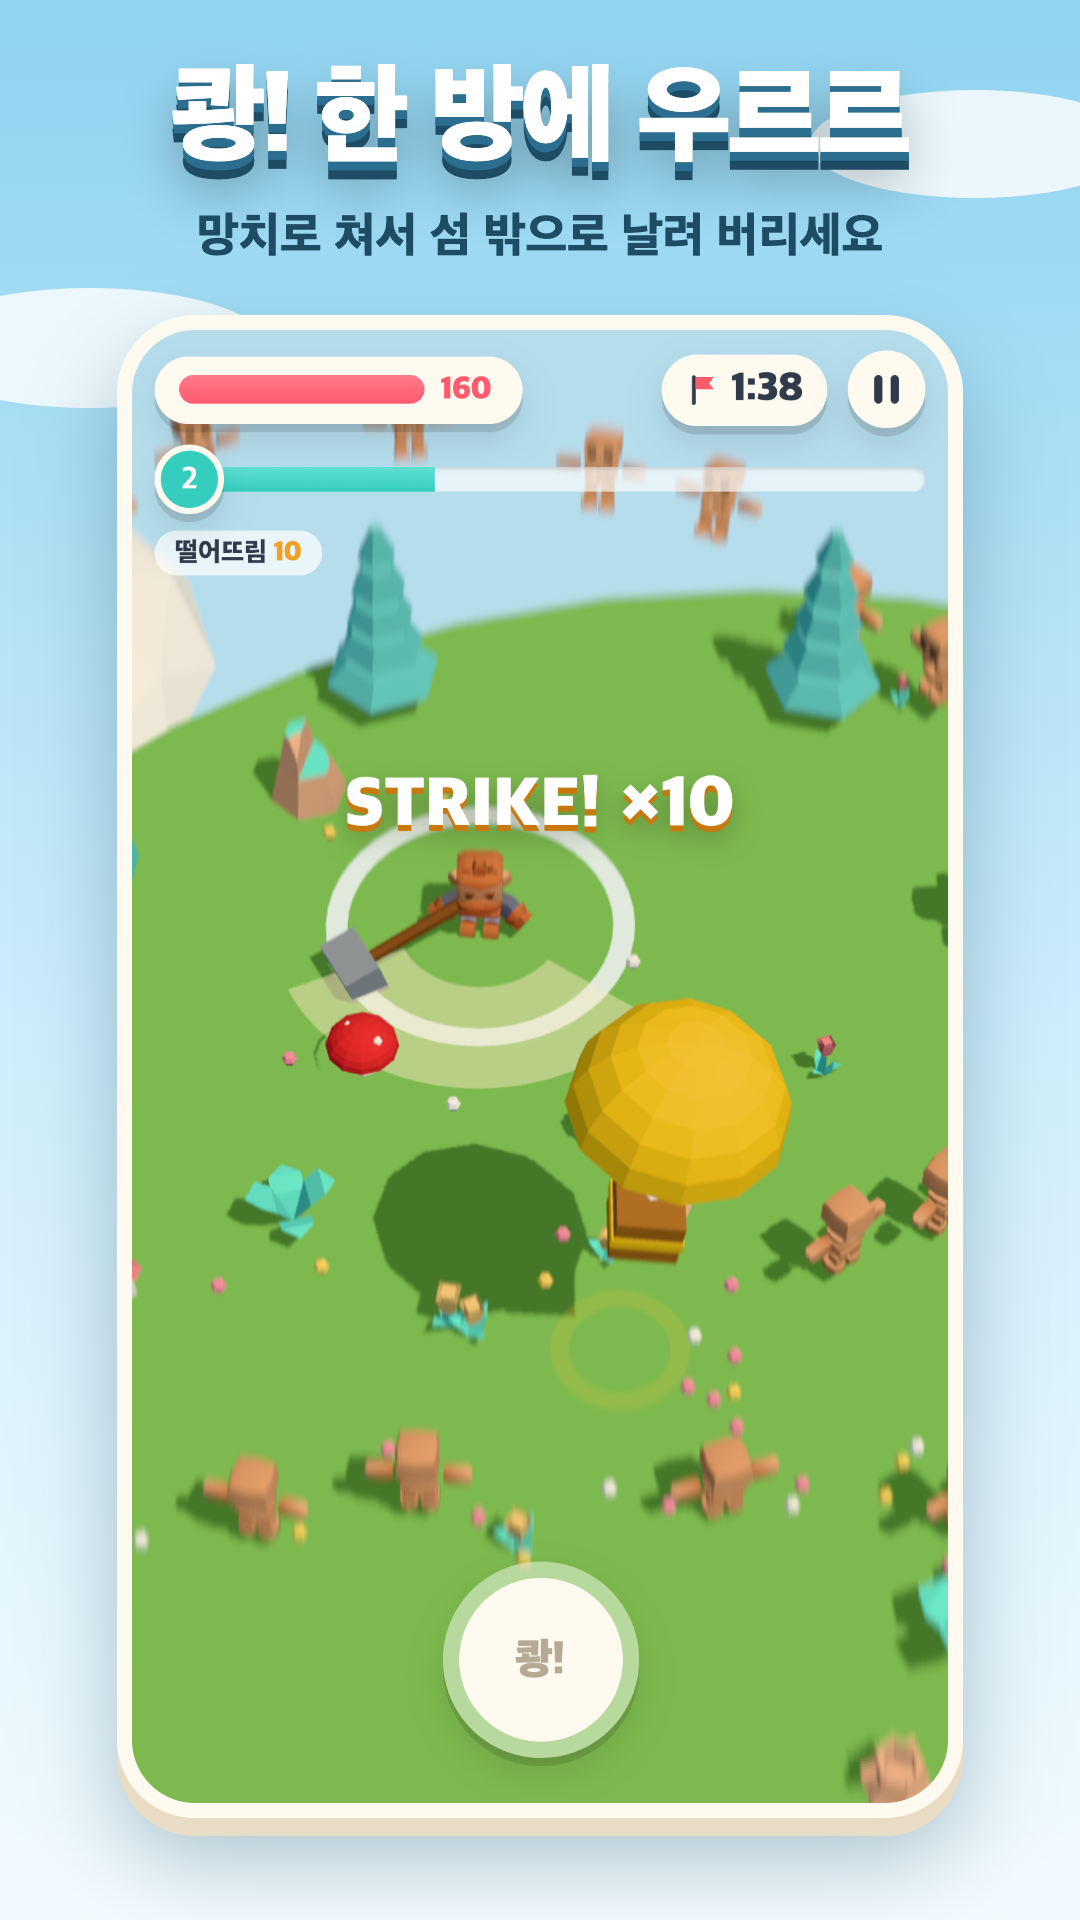 쾅! 한 방에 우르르
망치로 쳐서 섬 밖으로 날려 버리세요
160
1:38
2
떨어뜨림 10
STRIKE! ×10
쾅!